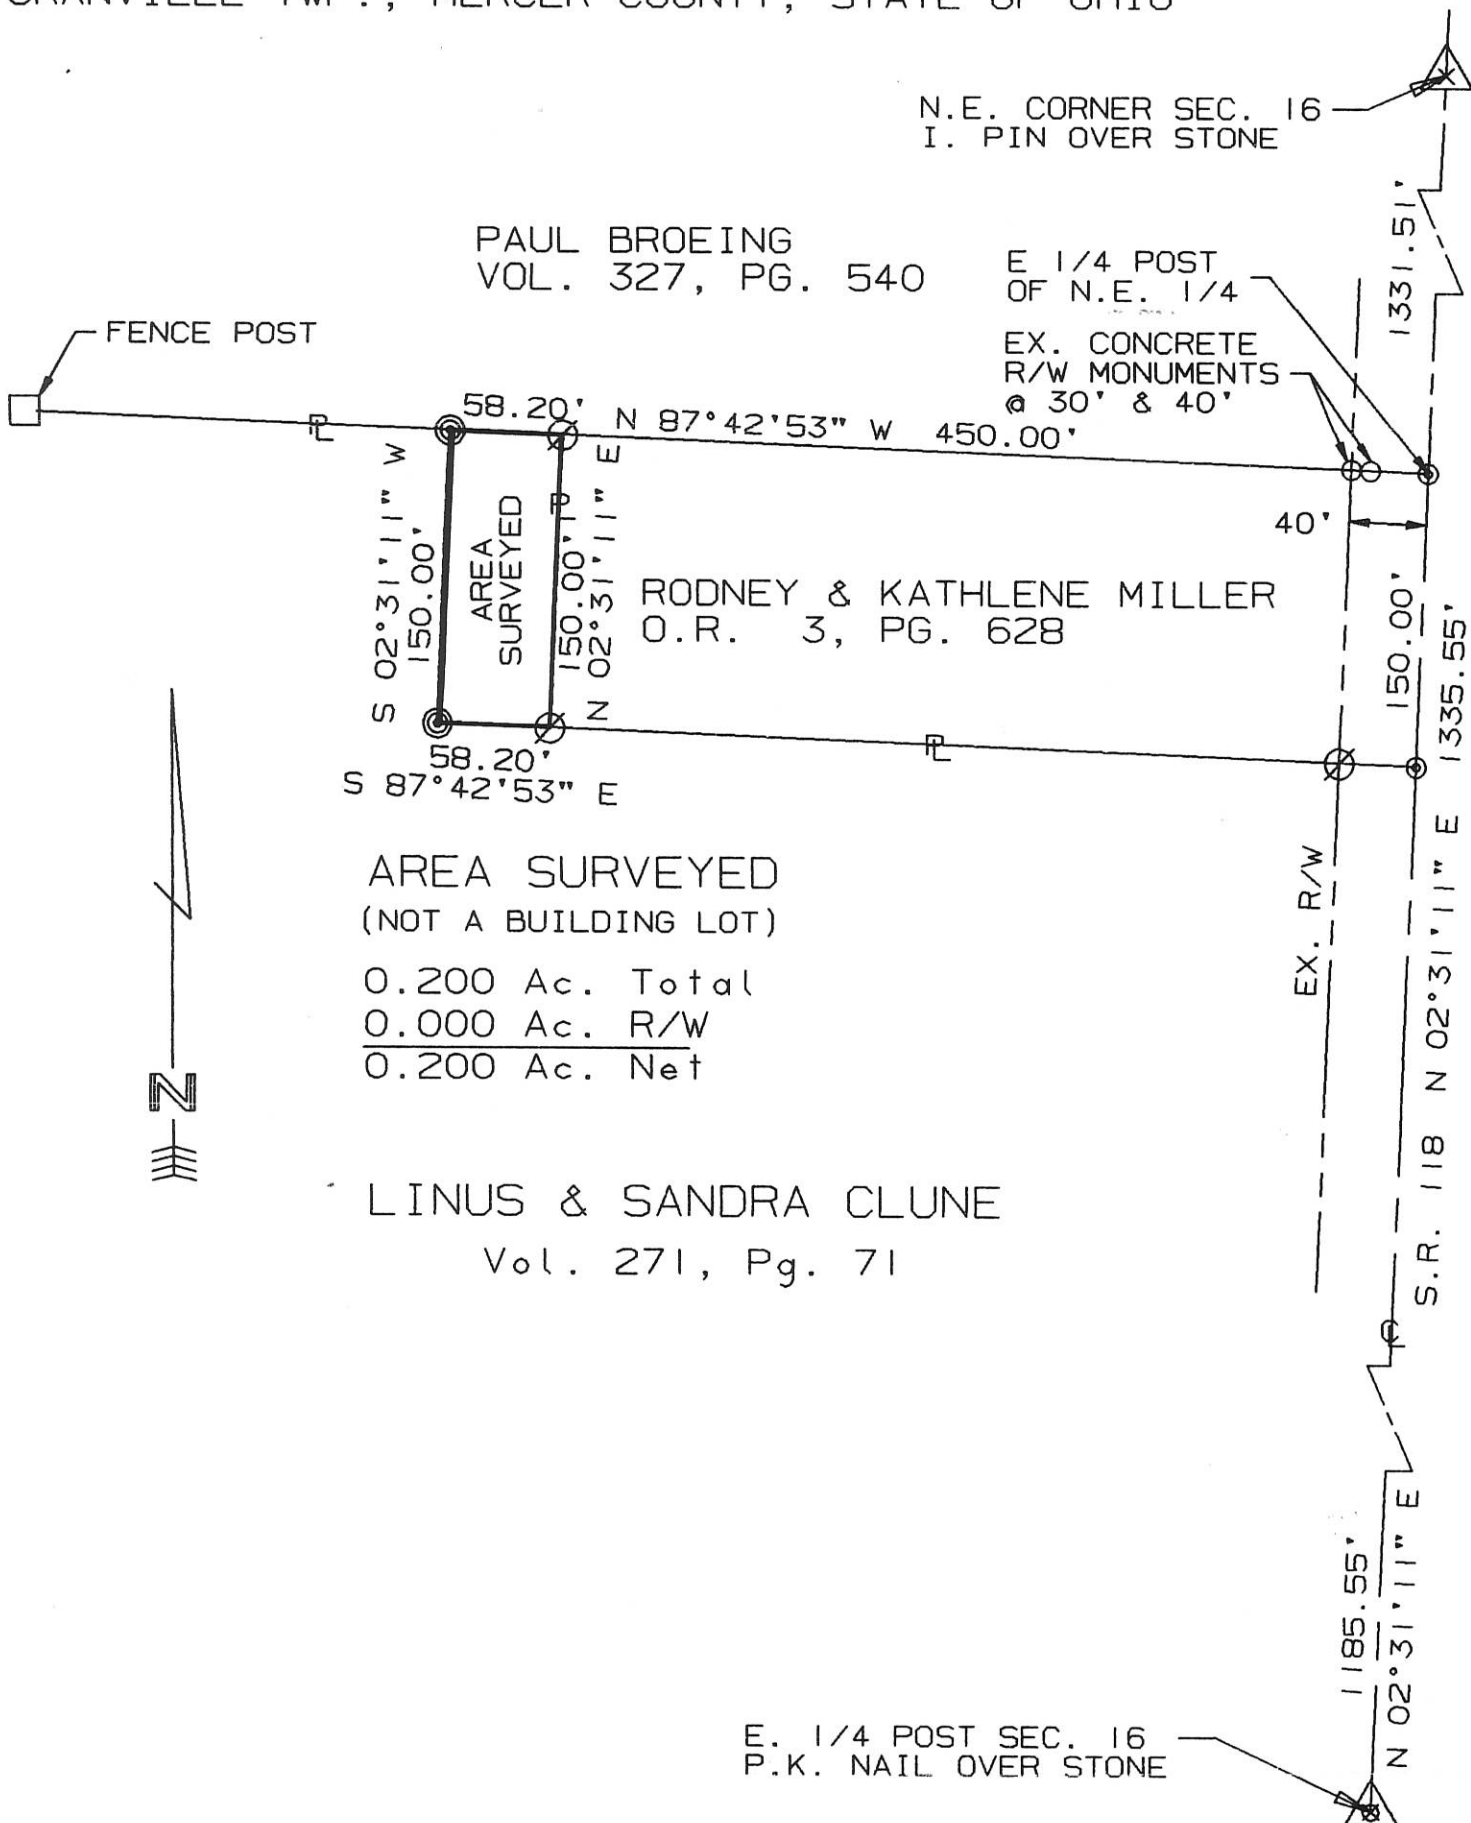 GRANVILLE TWP., MERCER COUNTY, STATE OF OHIO
N.E. CORNER SEC. 16
I. PIN OVER STONE
1331.51'
PAUL BROEING
VOL. 327, PG. 540
E 1/4 POST
OF N.E. 1/4
FENCE POST
EX. CONCRETE
R/W MONUMENTS
@ 30' & 40'
58.20'
N 87°42'53" W 450.00'
PL
S 02°31'11" W
150.00'
AREA
SURVEYED
PL
150.00'
N 02°31'11" E
40'
RODNEY & KATHLENE MILLER
O.R. 3, PG. 628
150.00'
1335.55'
58.20'
S 87°42'53" E
PL
AREA SURVEYED
(NOT A BUILDING LOT)
0.200 Ac. Total
0.000 Ac. R/W
0.200 Ac. Net
EX. R/W
S.R. 118 N 02°31'11" E
N
LINUS & SANDRA CLUNE
Vol. 271, Pg. 71
CL
1185.55'
N 02°31'11" E
E. 1/4 POST SEC. 16
P.K. NAIL OVER STONE